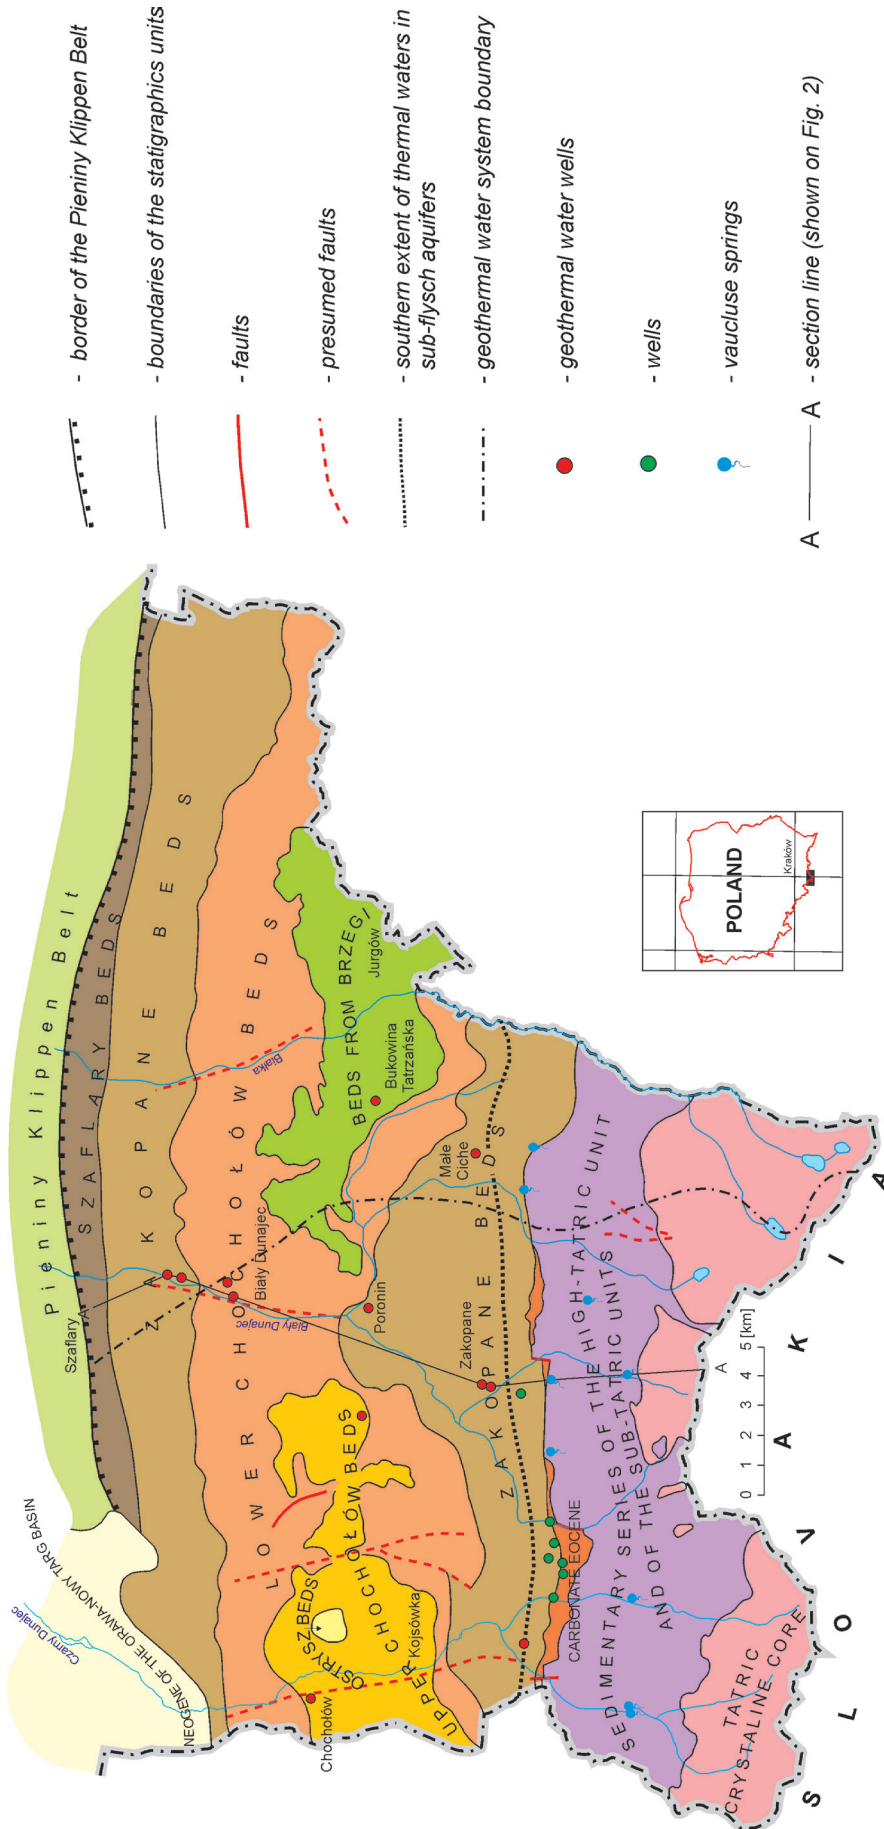 Pieniny Klippen Belt
SZAFLARY BEDS
ZAKOPANE BEDS
LOWER CHOCHOŁÓW BEDS
BEDS FROM BRZEGI
OSTRYSZ BEDS
UPPER CHOCHOŁÓW BEDS
ZAKOPANE BEDS
CARBONATE EOCENE
SEDIMENTARY SERIES OF THE HIGH-TATRIC UNIT
AND OF THE SUB-TATRIC UNITS
TATRIC
CRYSTALINE CORE
NEOGENE OF THE ORAWA-NOWY TARG BASIN
Czarny Dunajec
Szaflary
A
Biały Dunajec
Biały Dunajec
Białka
Jurgów
Bukowina
Tatrzańska
Małe
Ciche
Poronin
Zakopane
Kojsówka
Chochołów
A
SLOVAKIA
0 1 2 3 4 5 [km]
POLAND
Kraków
- border of the Pieniny Klippen Belt
- boundaries of the statigraphics units
- faults
- presumed faults
- southern extent of thermal waters in
sub-flysch aquifers
- geothermal water system boundary
- geothermal water wells
- wells
- vaucluse springs
A A - section line (shown on Fig. 2)